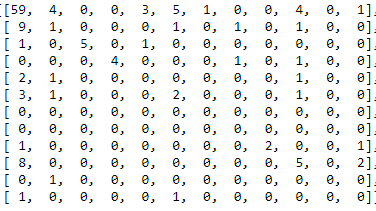 [[59, 4, 0, 0, 3, 5, 1, 0, 0, 4, 0, 1],
[ 9, 1, 0, 0, 0, 1, 0, 1, 0, 1, 0, 0],
[ 1, 0, 5, 0, 1, 0, 0, 0, 0, 0, 0, 0],
[ 0, 0, 0, 4, 0, 0, 0, 1, 0, 1, 0, 0],
[ 2, 1, 0, 0, 0, 0, 0, 0, 0, 1, 0, 0],
[ 3, 1, 0, 0, 0, 2, 0, 0, 0, 1, 0, 0],
[ 0, 0, 0, 0, 0, 0, 0, 0, 0, 0, 0, 0],
[ 0, 0, 0, 0, 0, 0, 0, 0, 0, 0, 0, 0],
[ 1, 0, 0, 0, 0, 0, 0, 0, 2, 0, 0, 1],
[ 8, 0, 0, 0, 0, 0, 0, 0, 0, 5, 0, 2],
[ 0, 1, 0, 0, 0, 0, 0, 0, 0, 0, 0, 0],
[ 1, 0, 0, 0, 0, 1, 0, 0, 0, 0, 0, 0]]